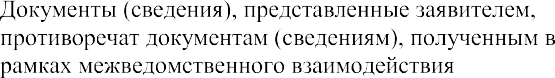 Документы (сведения), представленные заявителем,
противоречат документам (сведениям), полученным в
рамках межведомственного взаимодействия